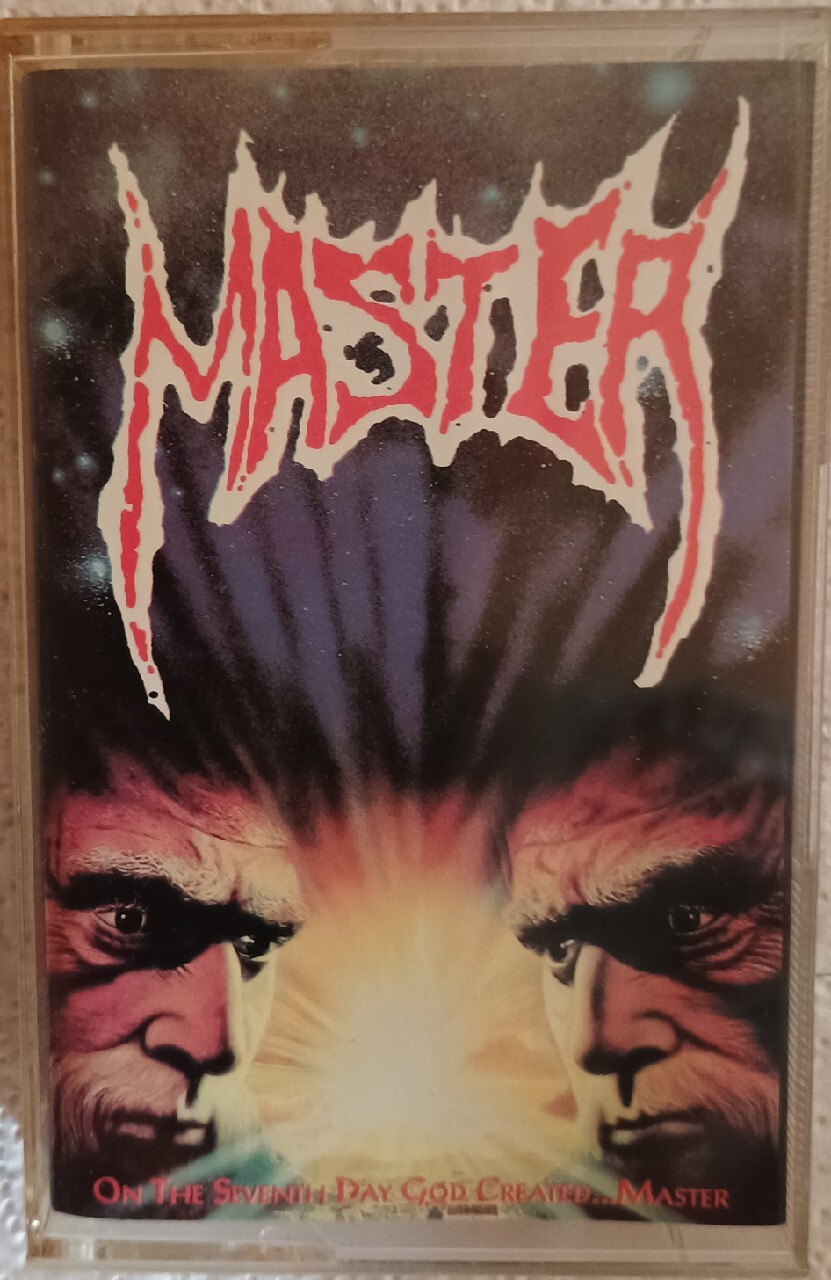 MASTER
ON THE SEVENTH DAY GOD CREATED...MASTER